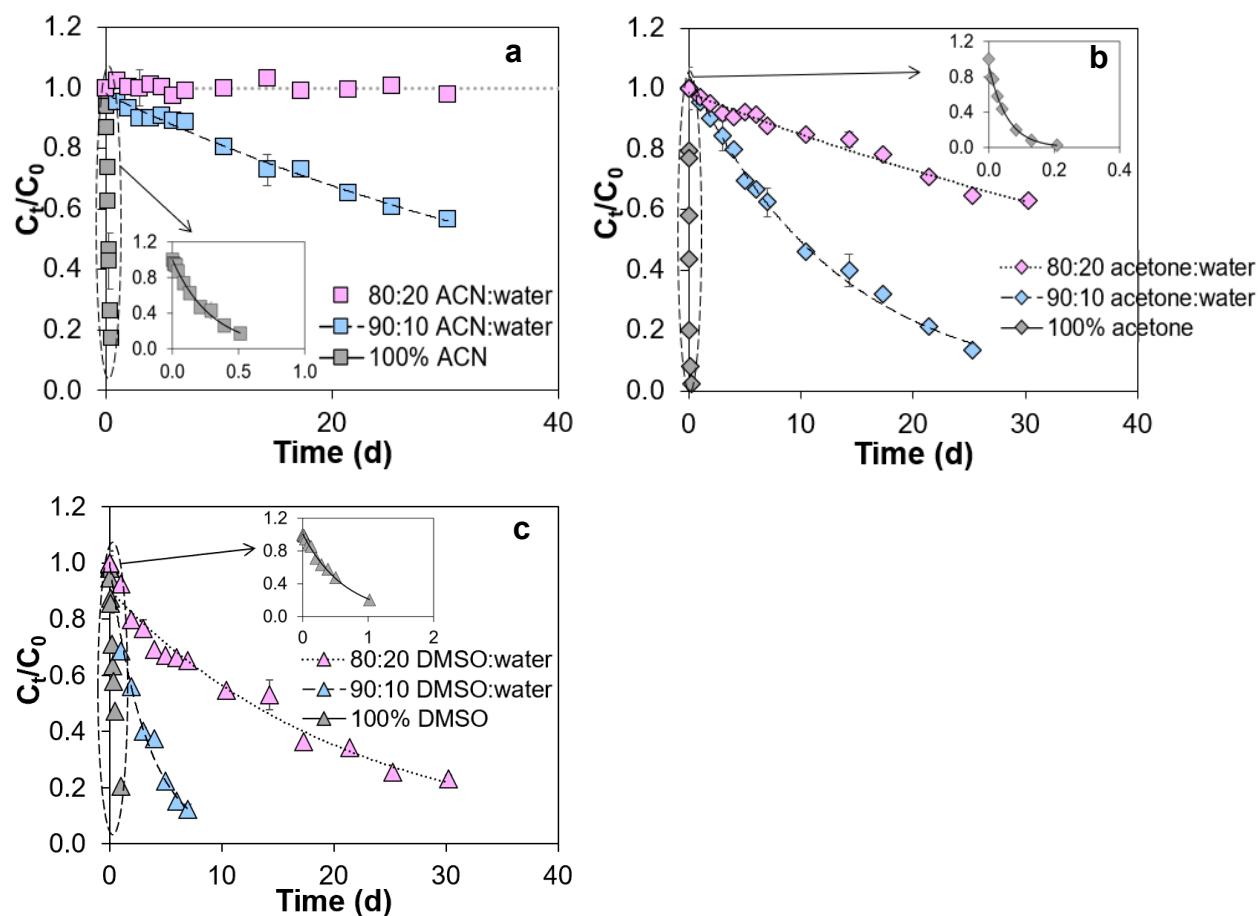 a
1.2
1.0
0.8
0.6
0.4
0.2
0.0
Cₜ/C₀
1.2
0.8
0.4
0.0
0.0 0.5 1.0
80:20 ACN:water
90:10 ACN:water
100% ACN
0 20 40
Time (d)
b
1.2
1.0
0.8
0.6
0.4
0.2
0.0
Cₜ/C₀
1.2
0.8
0.4
0.0
0.0 0.2 0.4
80:20 acetone:water
90:10 acetone:water
100% acetone
0 10 20 30 40
Time (d)
c
1.2
1.0
0.8
0.6
0.4
0.2
0.0
Cₜ/C₀
1.2
0.8
0.4
0.0
0 1 2
80:20 DMSO:water
90:10 DMSO:water
100% DMSO
0 10 20 30 40
Time (d)